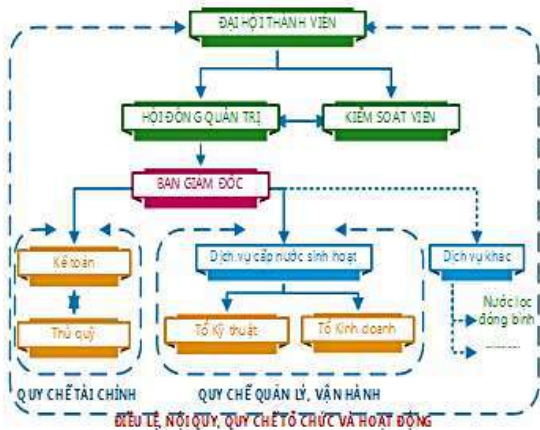 ĐẠI HỘI THÀNH VIÊN
HỘI ĐỒNG QUẢN TRỊ
KIỂM SOÁT VIÊN
BAN GIÁM ĐỐC
Kế toán
Dịch vụ cấp nước sinh hoạt
Dịch vụ khác
Thủ quỹ
Tổ Kỹ thuật
Tổ Kinh doanh
Nước lọc
đóng bình
............
QUY CHẾ TÀI CHÍNH
QUY CHẾ QUẢN LÝ, VẬN HÀNH
ĐIỀU LỆ, NỘI QUY, QUY CHẾ TỔ CHỨC VÀ HOẠT ĐỘNG